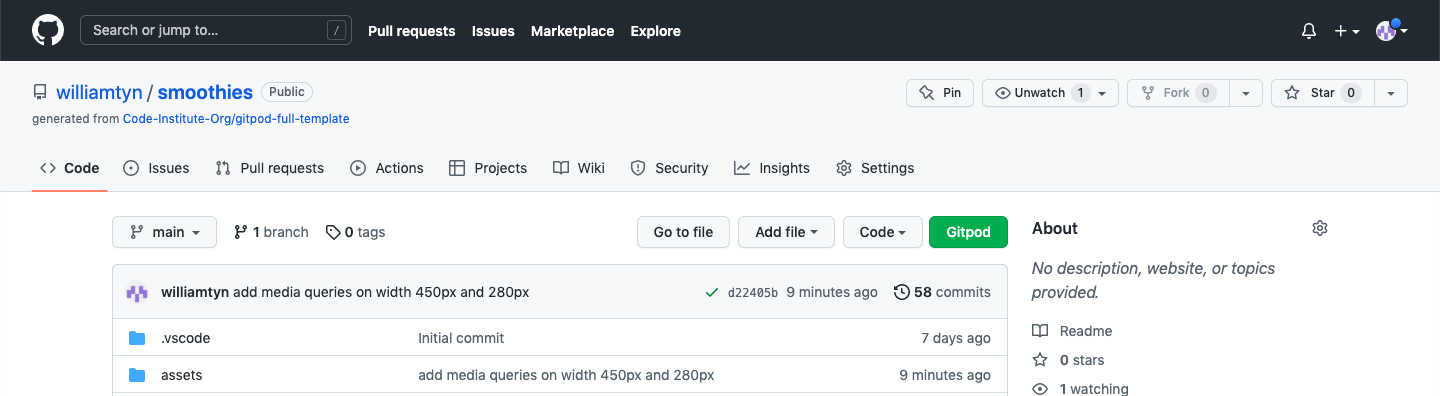 Search or jump to... / Pull requests Issues Marketplace Explore
williamtyn / smoothies Public Pin Unwatch 1 Fork 0 Star 0
generated from Code-Institute-Org/gitpod-full-template
Code Issues Pull requests Actions Projects Wiki Security Insights Settings
main 1 branch 0 tags Go to file Add file Code Gitpod
About
williamtyn add media queries on width 450px and 280px d22405b 9 minutes ago 58 commits
No description, website, or topics
provided.
.vscode Initial commit 7 days ago
Readme
0 stars
assets add media queries on width 450px and 280px 9 minutes ago
1 watching